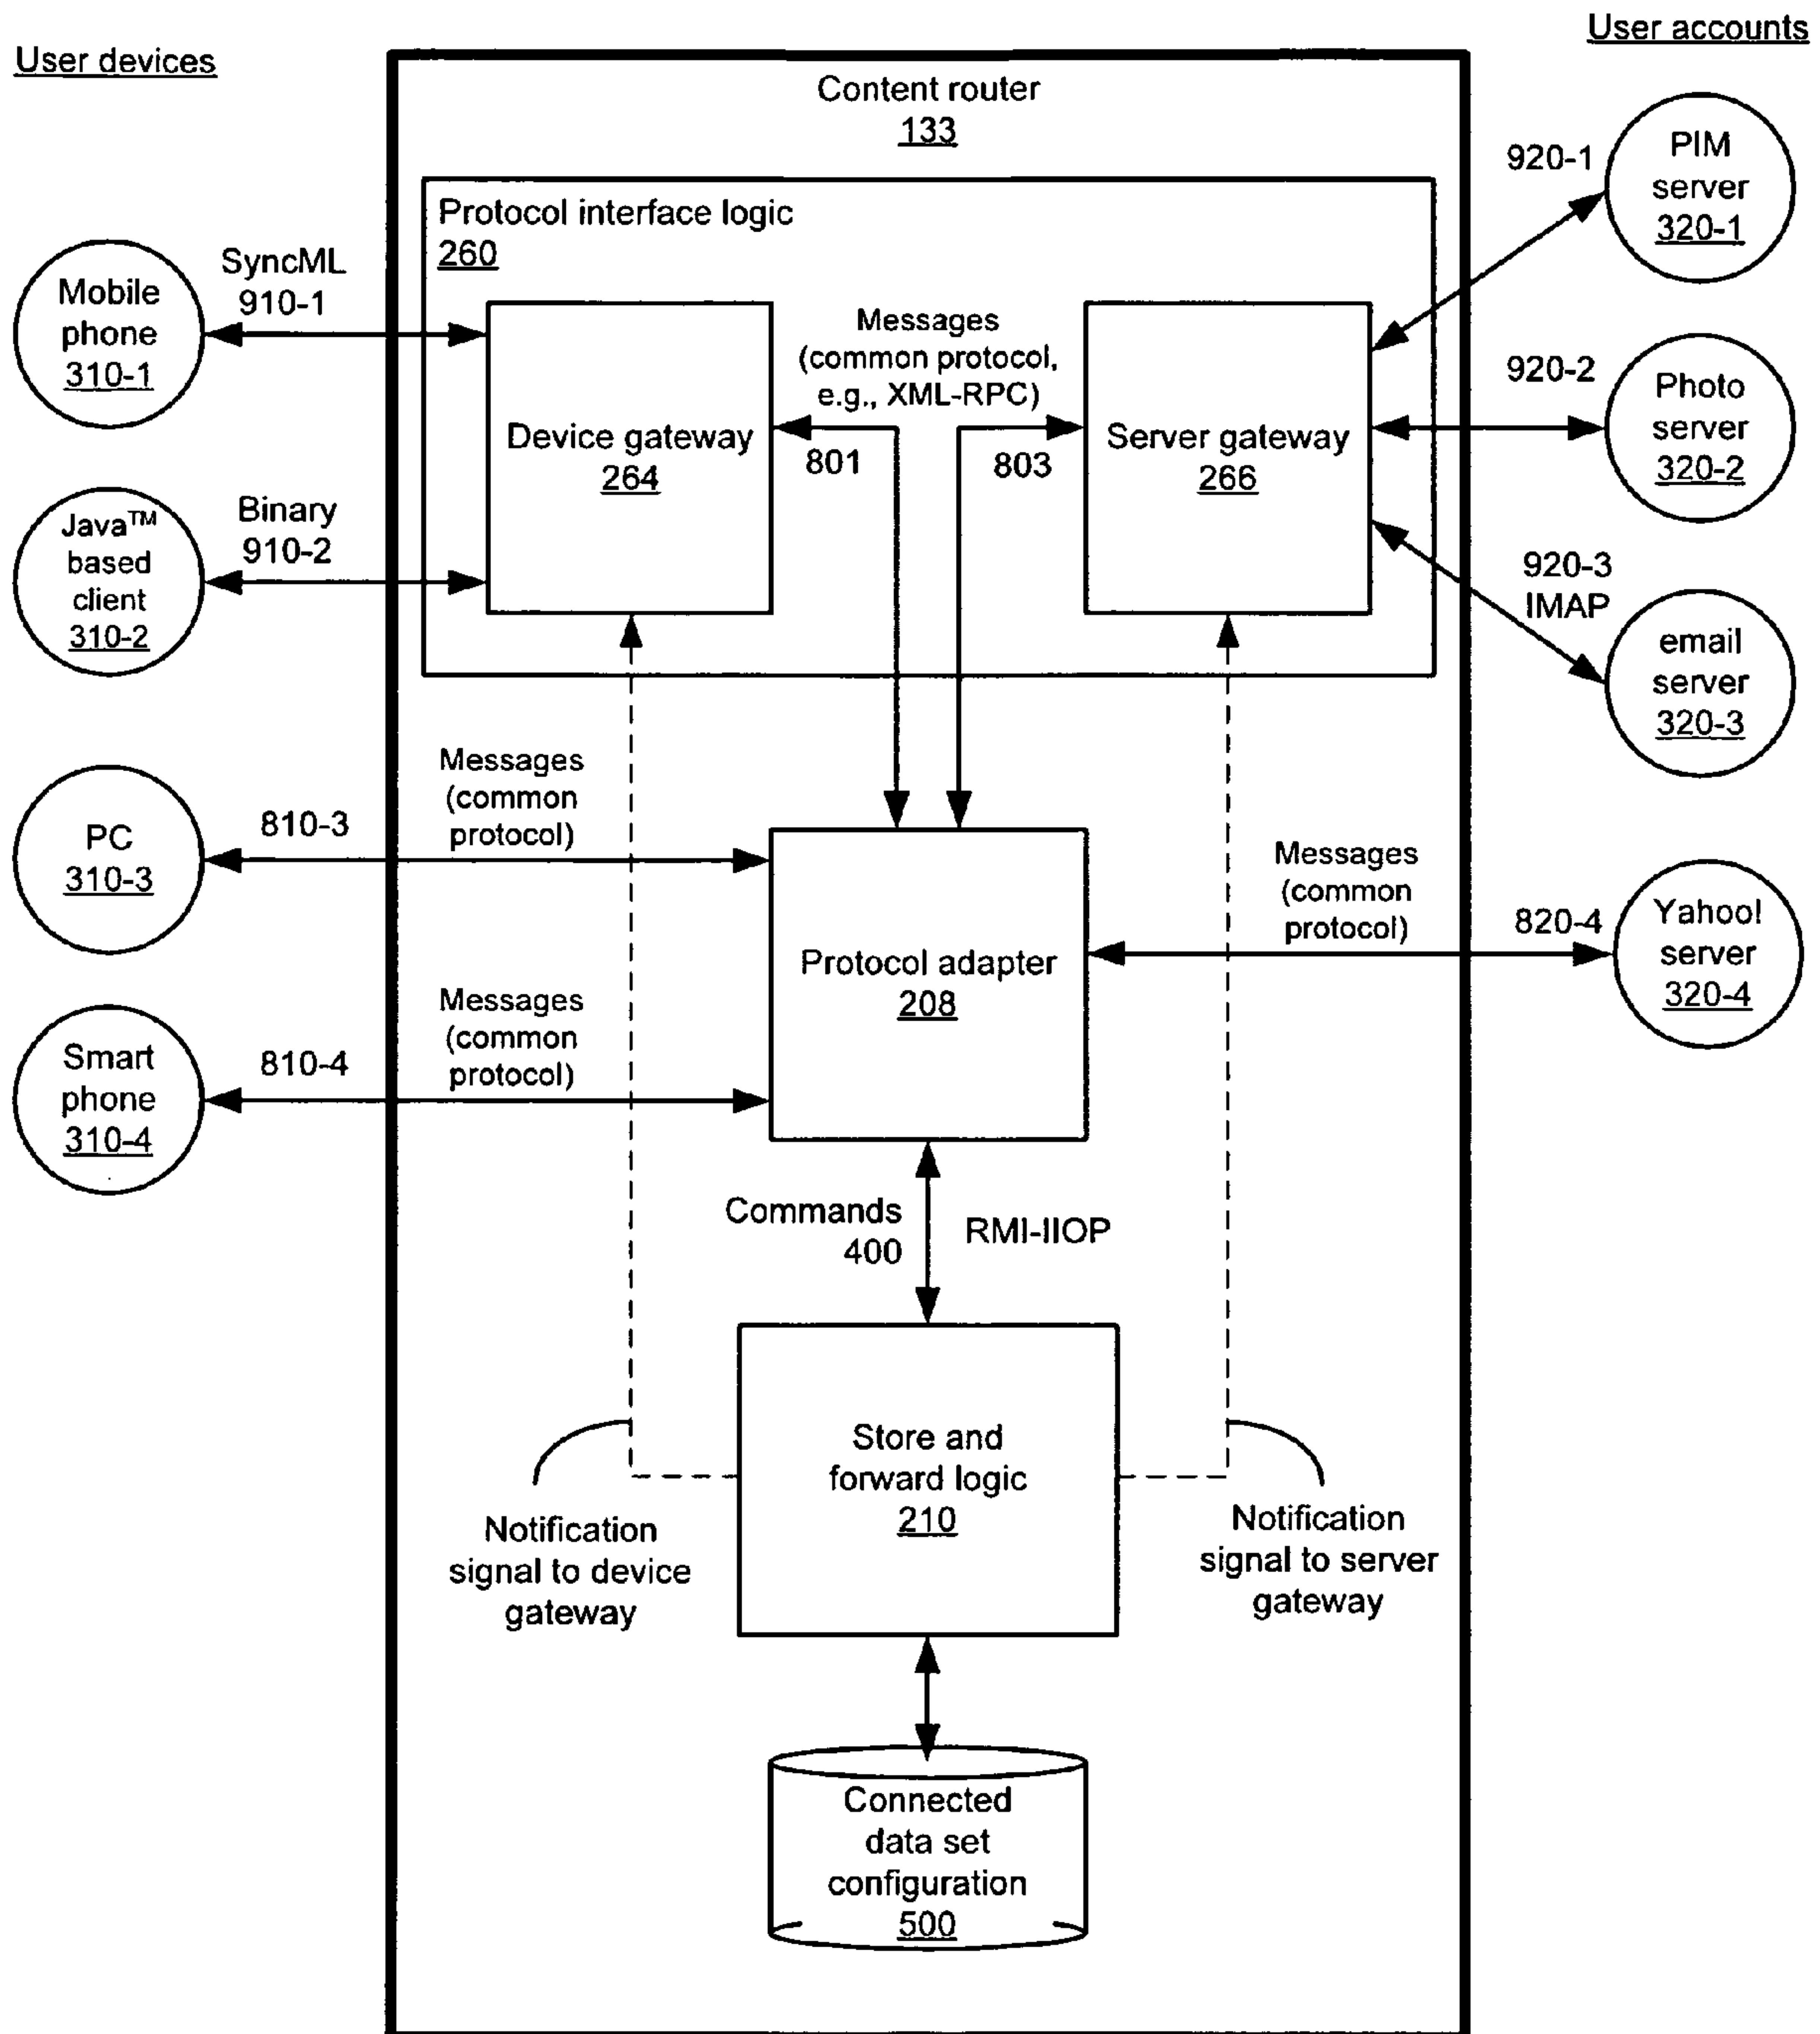 User devices
User accounts
Content router
133
Protocol interface logic
260
Mobile
phone
310-1
SyncML
910-1
Device gateway
264
Messages
(common protocol,
e.g., XML-RPC)
801
803
Server gateway
266
920-1
PIM
server
320-1
920-2
Photo
server
320-2
Java™
based
client
310-2
Binary
910-2
920-3
IMAP
email
server
320-3
PC
310-3
810-3
Messages
(common
protocol)
Protocol adapter
208
Messages
(common
protocol)
820-4
Yahoo!
server
320-4
Smart
phone
310-4
810-4
Messages
(common
protocol)
Commands
400
RMI-IIOP
Store and
forward logic
210
Notification
signal to device
gateway
Notification
signal to server
gateway
Connected
data set
configuration
500